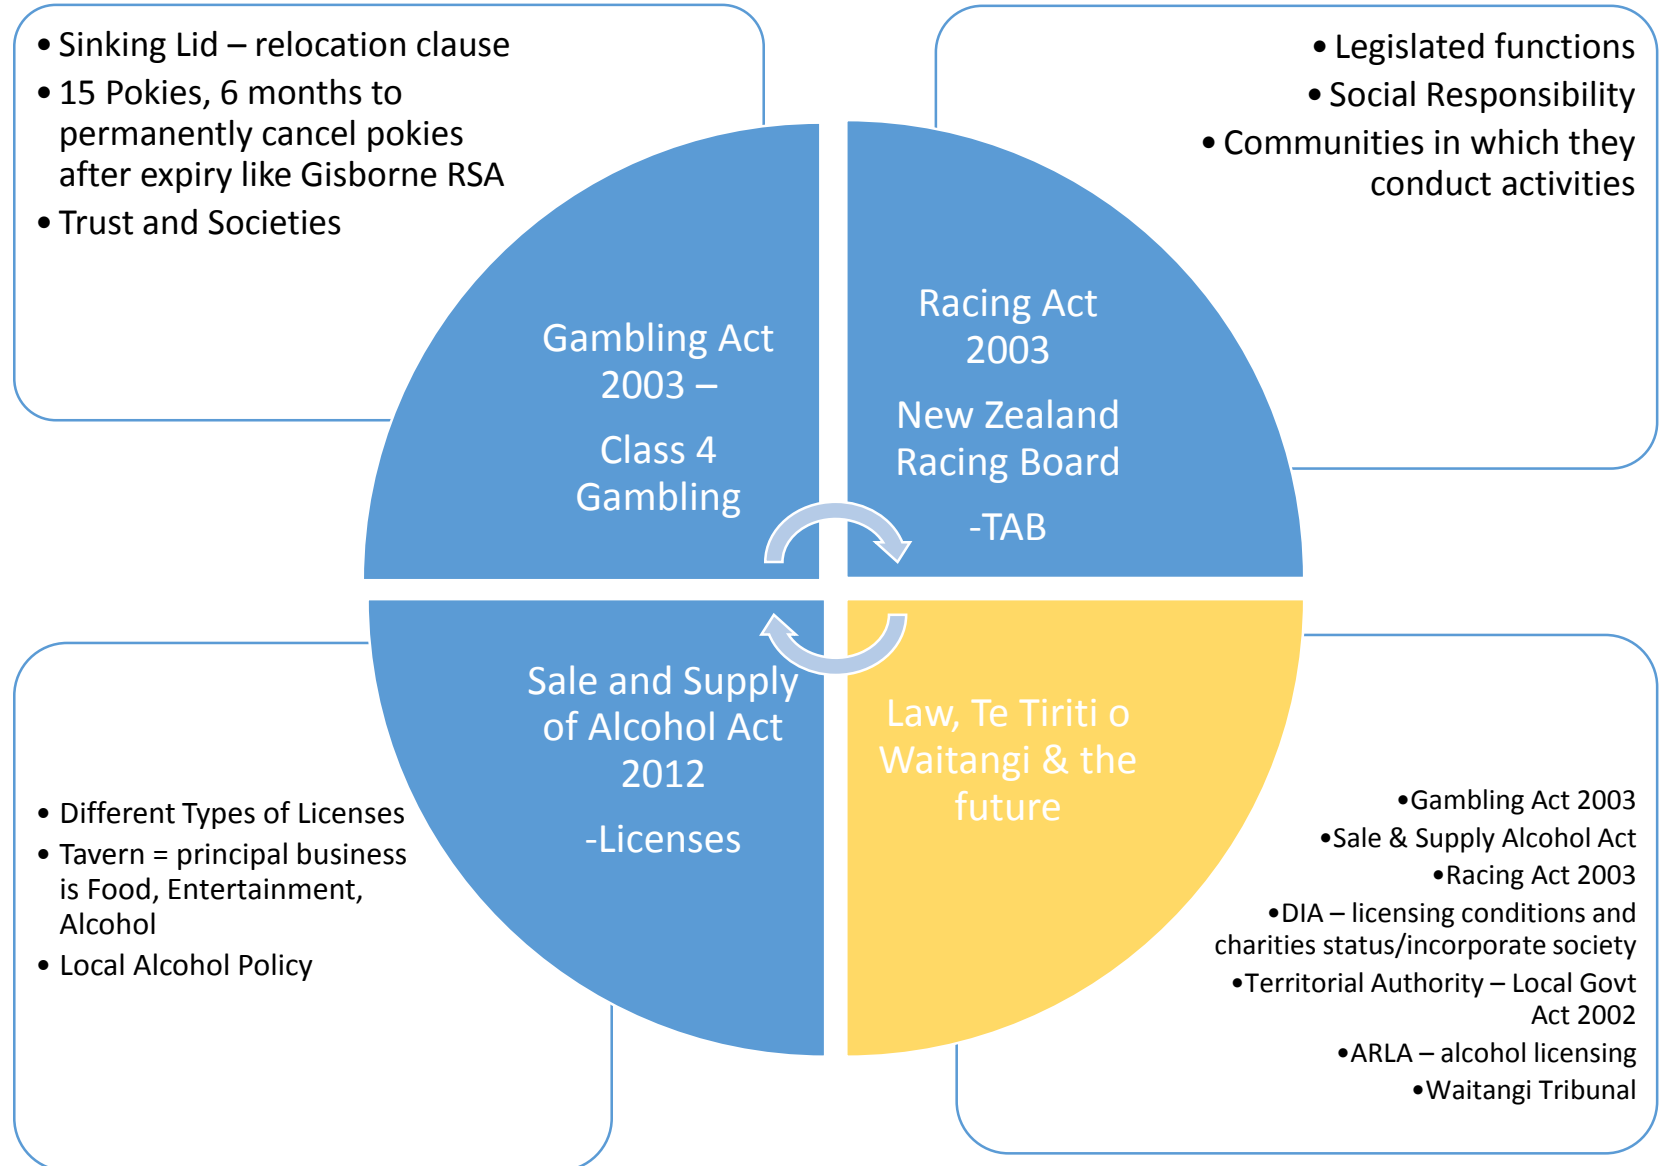 • Sinking Lid – relocation clause
• 15 Pokies, 6 months to
permanently cancel pokies
after expiry like Gisborne RSA
• Trust and Societies
• Legislated functions
• Social Responsibility
• Communities in which they
conduct activities
Gambling Act
2003 –
Class 4
Gambling
Racing Act
2003
New Zealand
Racing Board
-TAB
Sale and Supply
of Alcohol Act
2012
-Licenses
Law, Te Tiriti o
Waitangi & the
future
• Different Types of Licenses
• Tavern = principal business
is Food, Entertainment,
Alcohol
• Local Alcohol Policy
•Gambling Act 2003
•Sale & Supply Alcohol Act
•Racing Act 2003
•DIA – licensing conditions and
charities status/incorporate society
•Territorial Authority – Local Govt
Act 2002
•ARLA – alcohol licensing
•Waitangi Tribunal